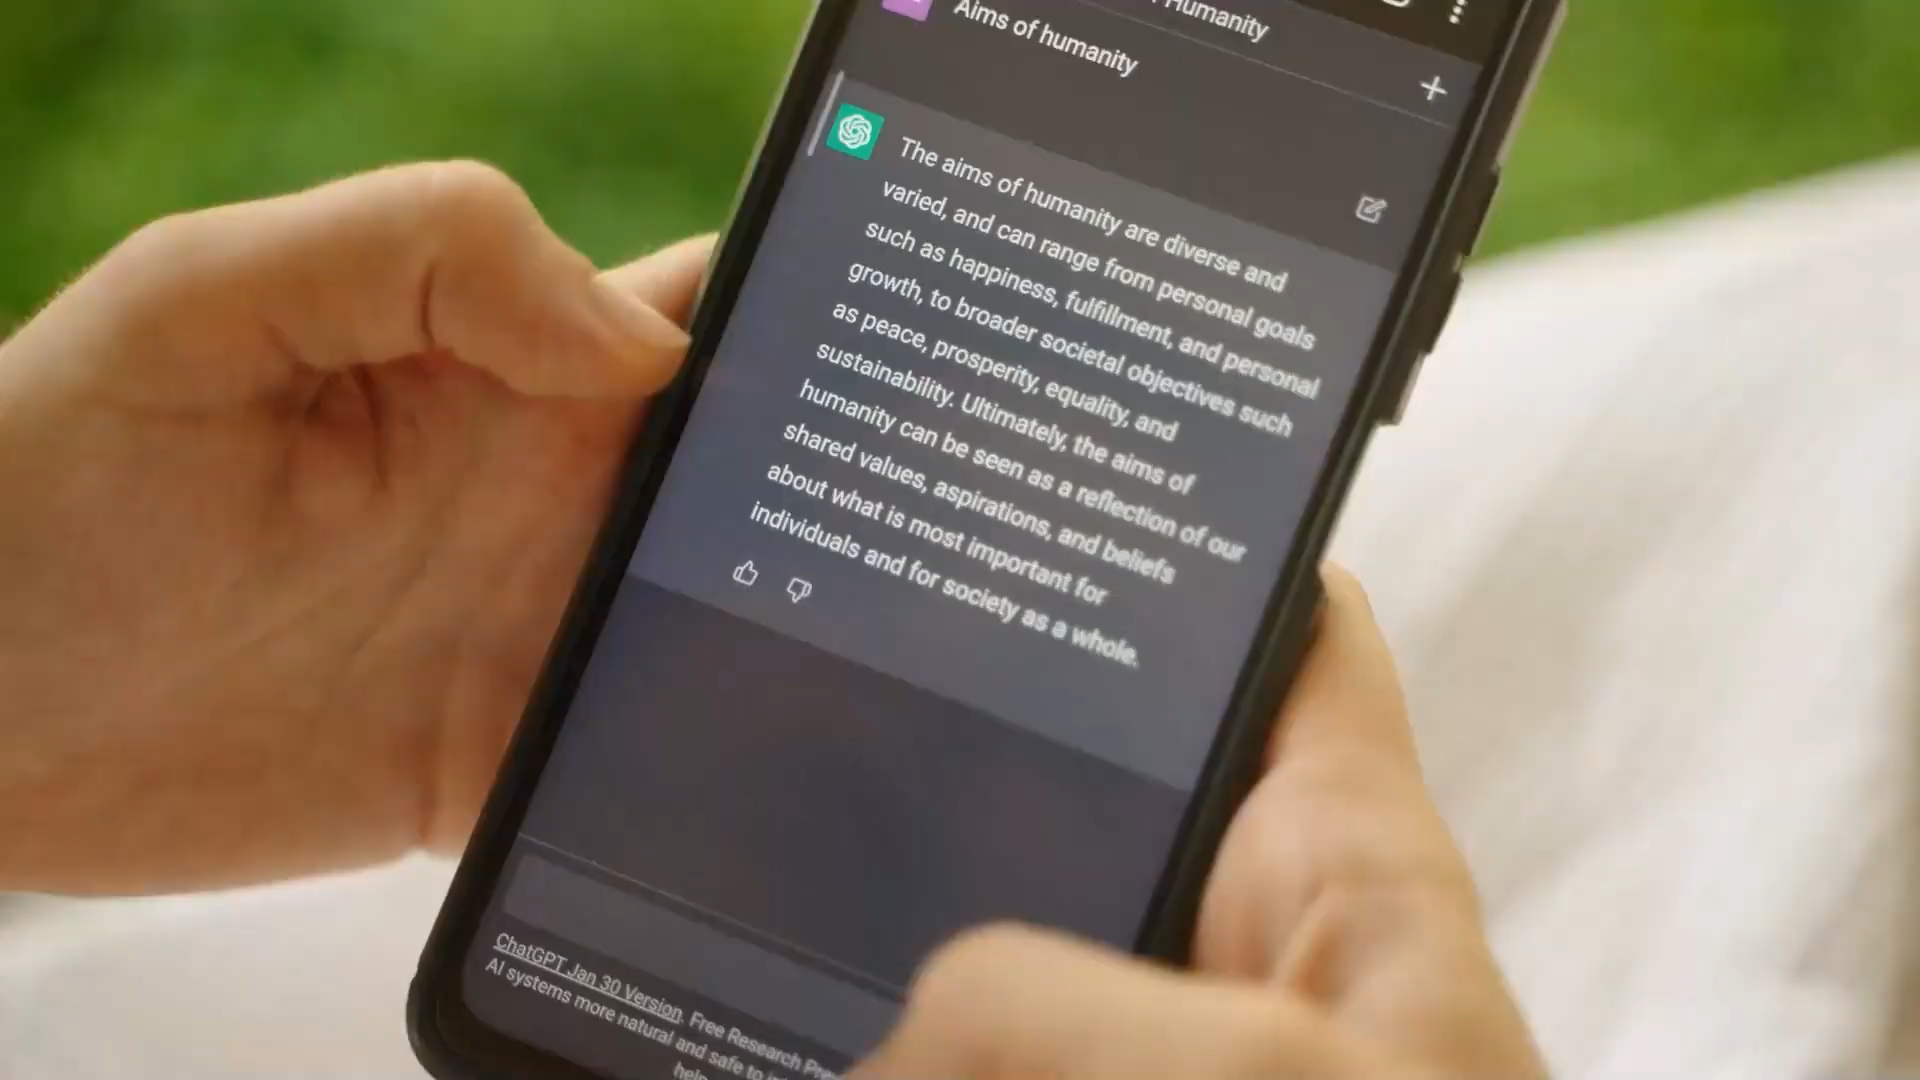 Humanity
Aims of humanity
The aims of humanity are diverse and
varied, and can range from personal goals
such as happiness, fulfillment, and personal
growth, to broader societal objectives such
as peace, prosperity, equality, and
sustainability. Ultimately, the aims of
humanity can be seen as a reflection of our
shared values, aspirations, and beliefs
about what is most important for
individuals and for society as a whole.
ChatGPT Jan 30 Version. Free Research
AI systems more natural and safe to